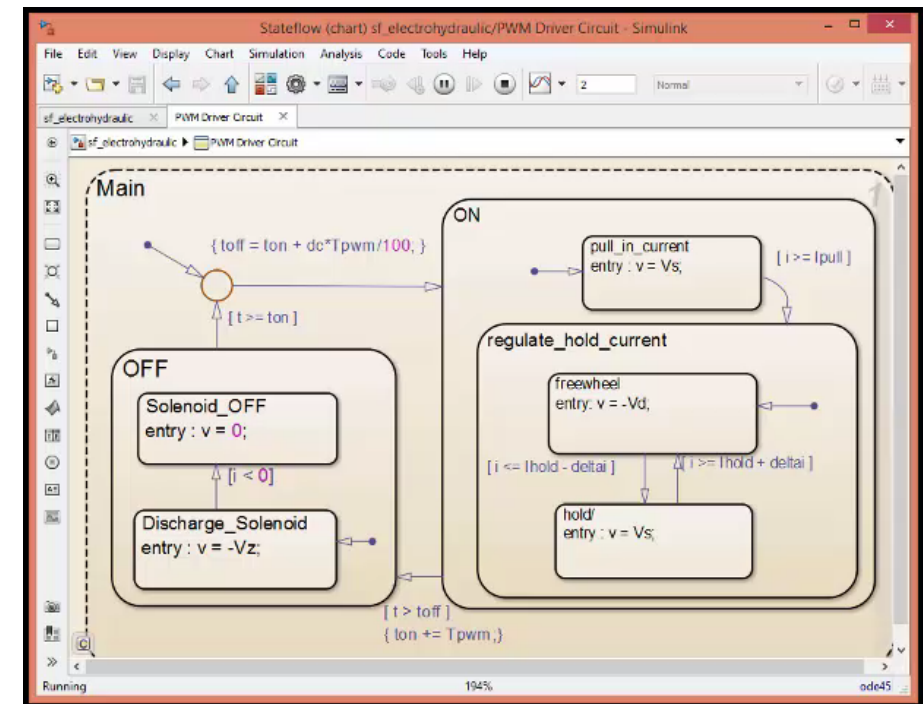 Stateflow (chart) sf_electrohydraulic/PWM Driver Circuit - Simulink
File Edit View Display Chart Simulation Analysis Code Tools Help
2 Normal
sf_electrohydraulic PWM Driver Circuit
sf_electrohydraulic PWM Driver Circuit
Main
1
{ toff = ton + dc*Tpwm/100; }
[ t >= ton ]
OFF
Solenoid_OFF
entry : v = 0;
[i < 0]
Discharge_Solenoid
entry : v = -Vz;
ON
pull_in_current
entry : v = Vs;
[ i >= Ipull ]
regulate_hold_current
freewheel
entry: v = -Vd;
[ i <= Ihold - deltai ]
[ i >= Ihold + deltai ]
hold/
entry : v = Vs;
[ t > toff ]
{ ton += Tpwm;}
C
Running 194% ode45